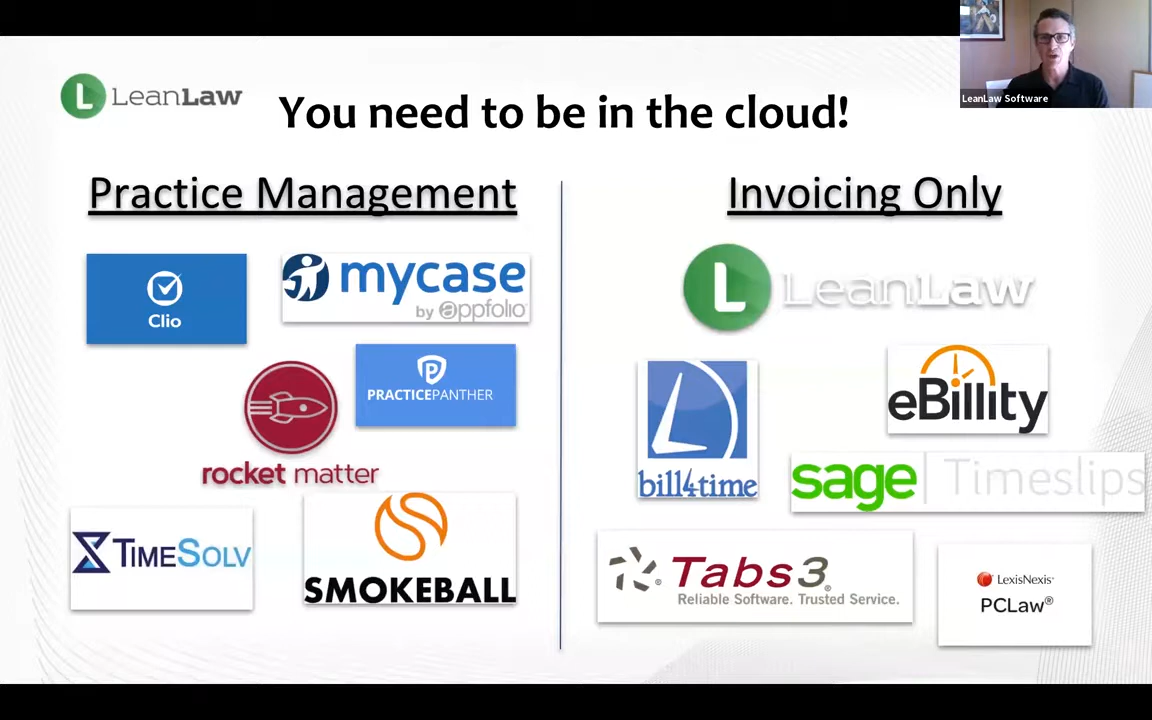 LeanLaw
You need to be in the cloud!
LeanLaw Software
Practice Management
Invoicing Only
Clio
mycase
by appfolio
PRACTICEPANTHER
rocket matter
TIMESOLV
SMOKEBALL
LeanLaw
bill4time
eBillity
sage Timeslips
Tabs3®
Reliable Software. Trusted Service.
LexisNexis®
PCLaw®